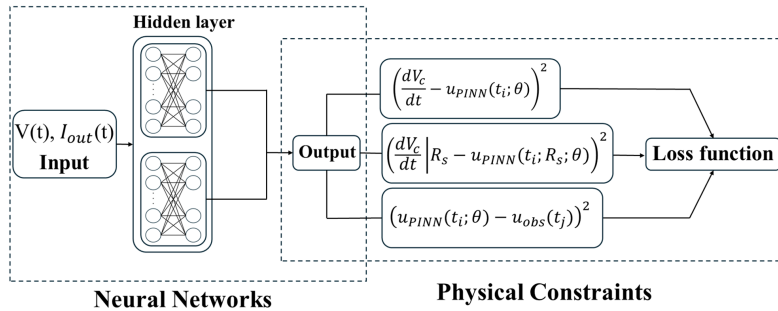 Hidden layer
V(t), I_out(t)
Input
Output
(dV_c/dt − u_PINN(t_i; θ))^2
(dV_c/dt |R_s − u_PINN(t_i; R_s; θ))^2
(u_PINN(t_i; θ) − u_obs(t_j))^2
Loss function
Neural Networks
Physical Constraints